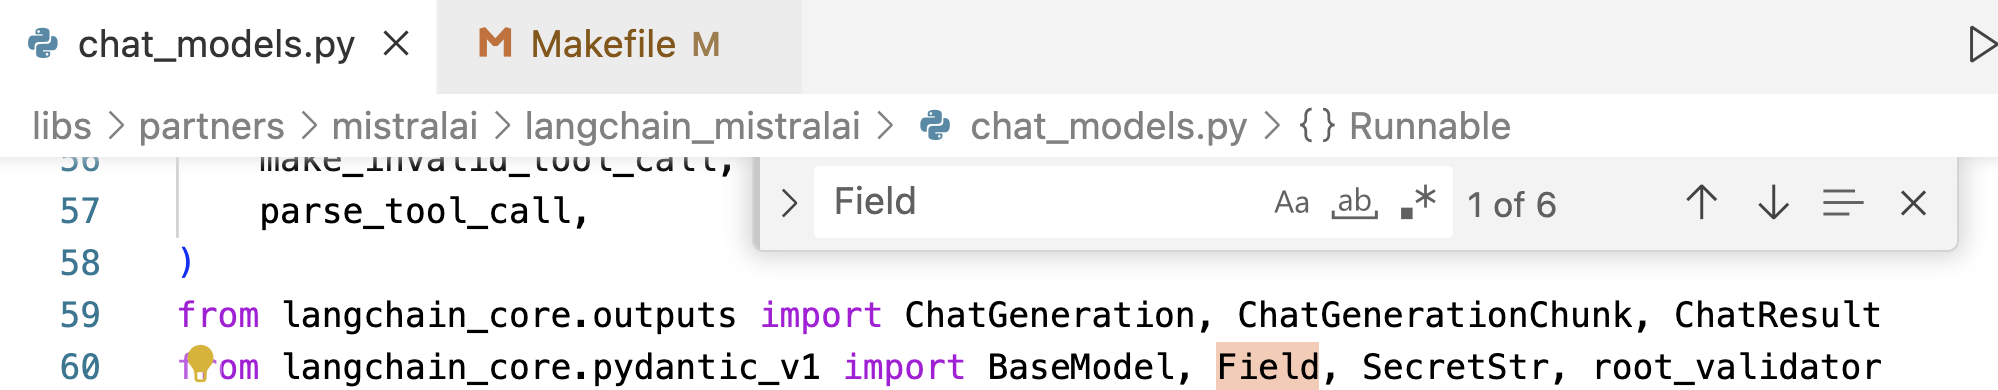 chat_models.py
Makefile M
libs > partners > mistralai > langchain_mistralai > chat_models.py > {} Runnable
56 make_invalid_tool_call,
Field Aa ab .* 1 of 6
57 parse_tool_call,
58 )
59 from langchain_core.outputs import ChatGeneration, ChatGenerationChunk, ChatResult
60 from langchain_core.pydantic_v1 import BaseModel, Field, SecretStr, root_validator